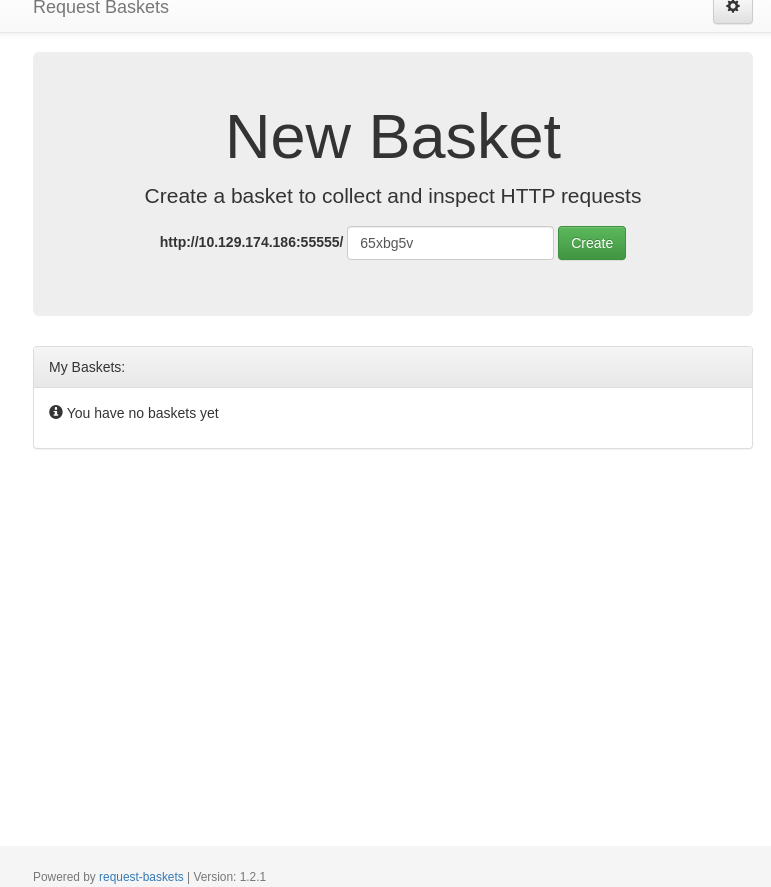 Request Baskets
New Basket
Create a basket to collect and inspect HTTP requests
http://10.129.174.186:55555/ 65xbg5v Create
My Baskets:
You have no baskets yet
Powered by request-baskets | Version: 1.2.1